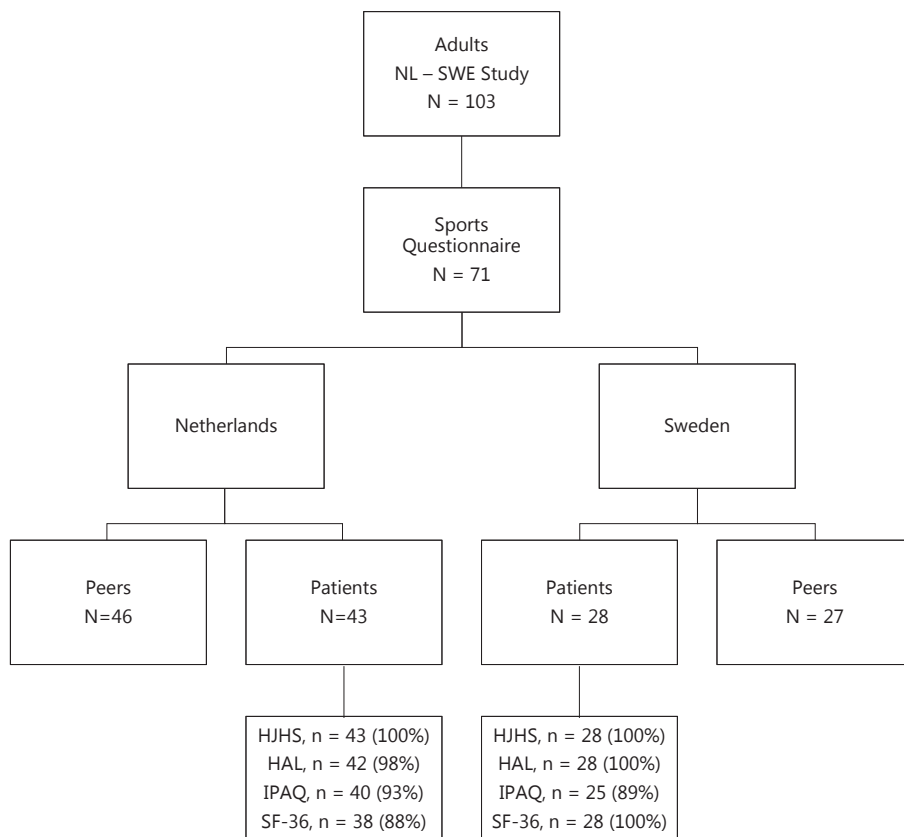 Adults
NL – SWE Study
N = 103
Sports
Questionnaire
N = 71
Netherlands
Sweden
Peers
N=46
Patients
N=43
Patients
N = 28
Peers
N = 27
HJHS, n = 43 (100%)
HAL, n = 42 (98%)
IPAQ, n = 40 (93%)
SF-36, n = 38 (88%)
HJHS, n = 28 (100%)
HAL, n = 28 (100%)
IPAQ, n = 25 (89%)
SF-36, n = 28 (100%)